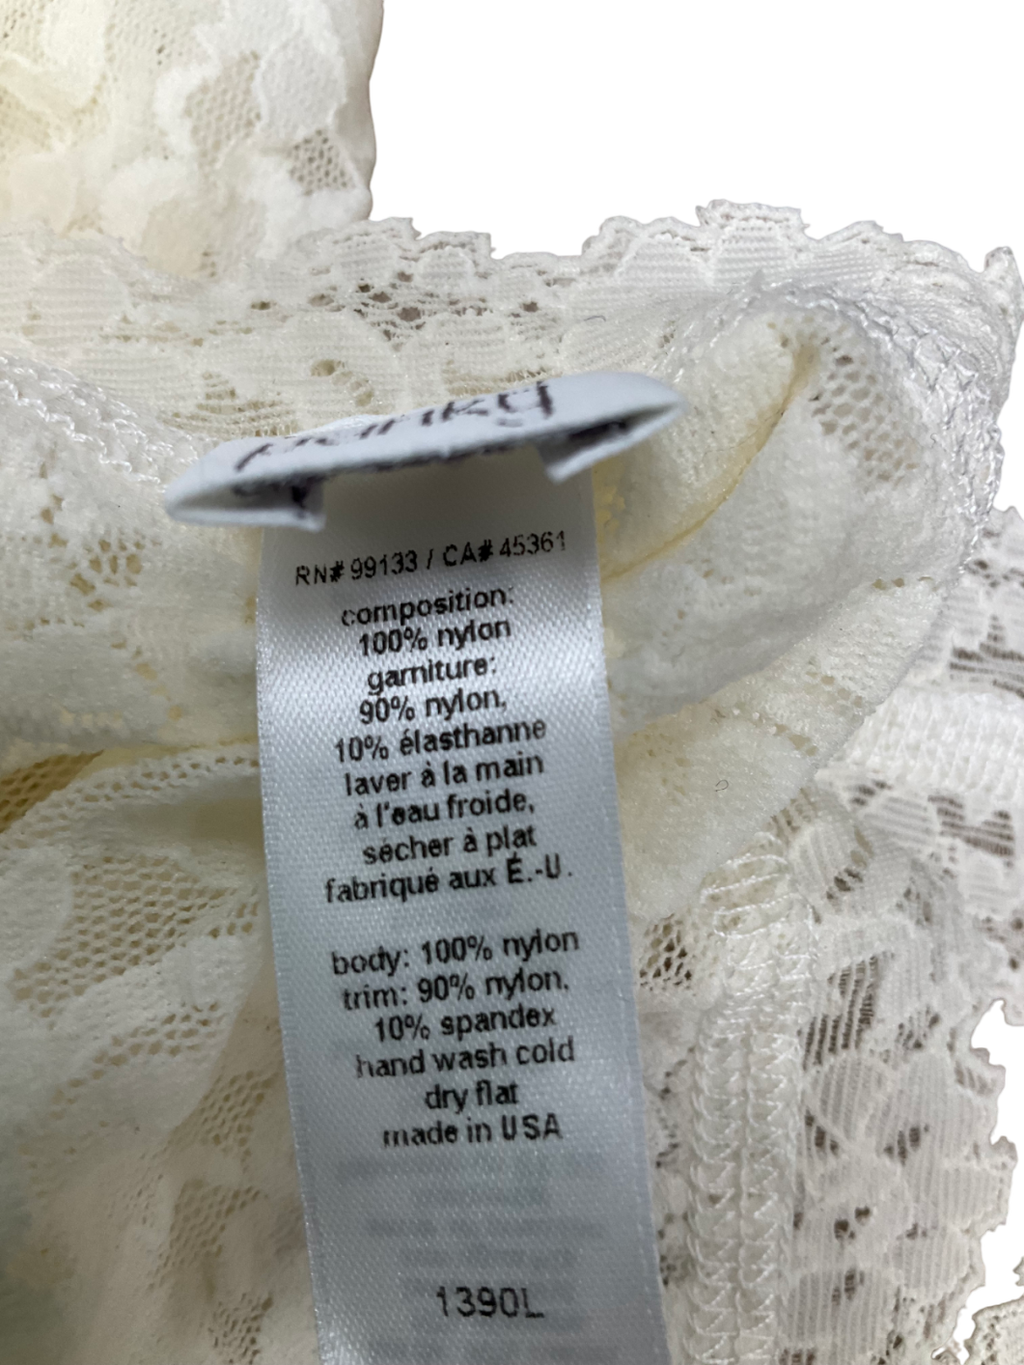 hanky
RN# 99133 / CA# 45361
composition:
100% nylon
garniture:
90% nylon,
10% élasthanne
laver à la main
à l'eau froide,
sécher à plat
fabriqué aux É.-U.
body: 100% nylon
trim: 90% nylon,
10% spandex
hand wash cold
dry flat
made in USA
1390L